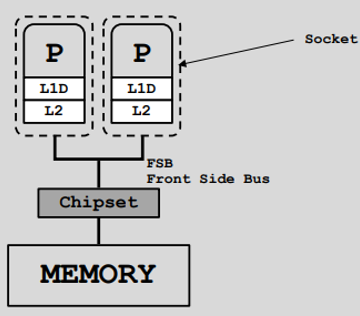 P
P
Socket
L1D
L1D
L2
L2
FSB
Front Side Bus
Chipset
MEMORY